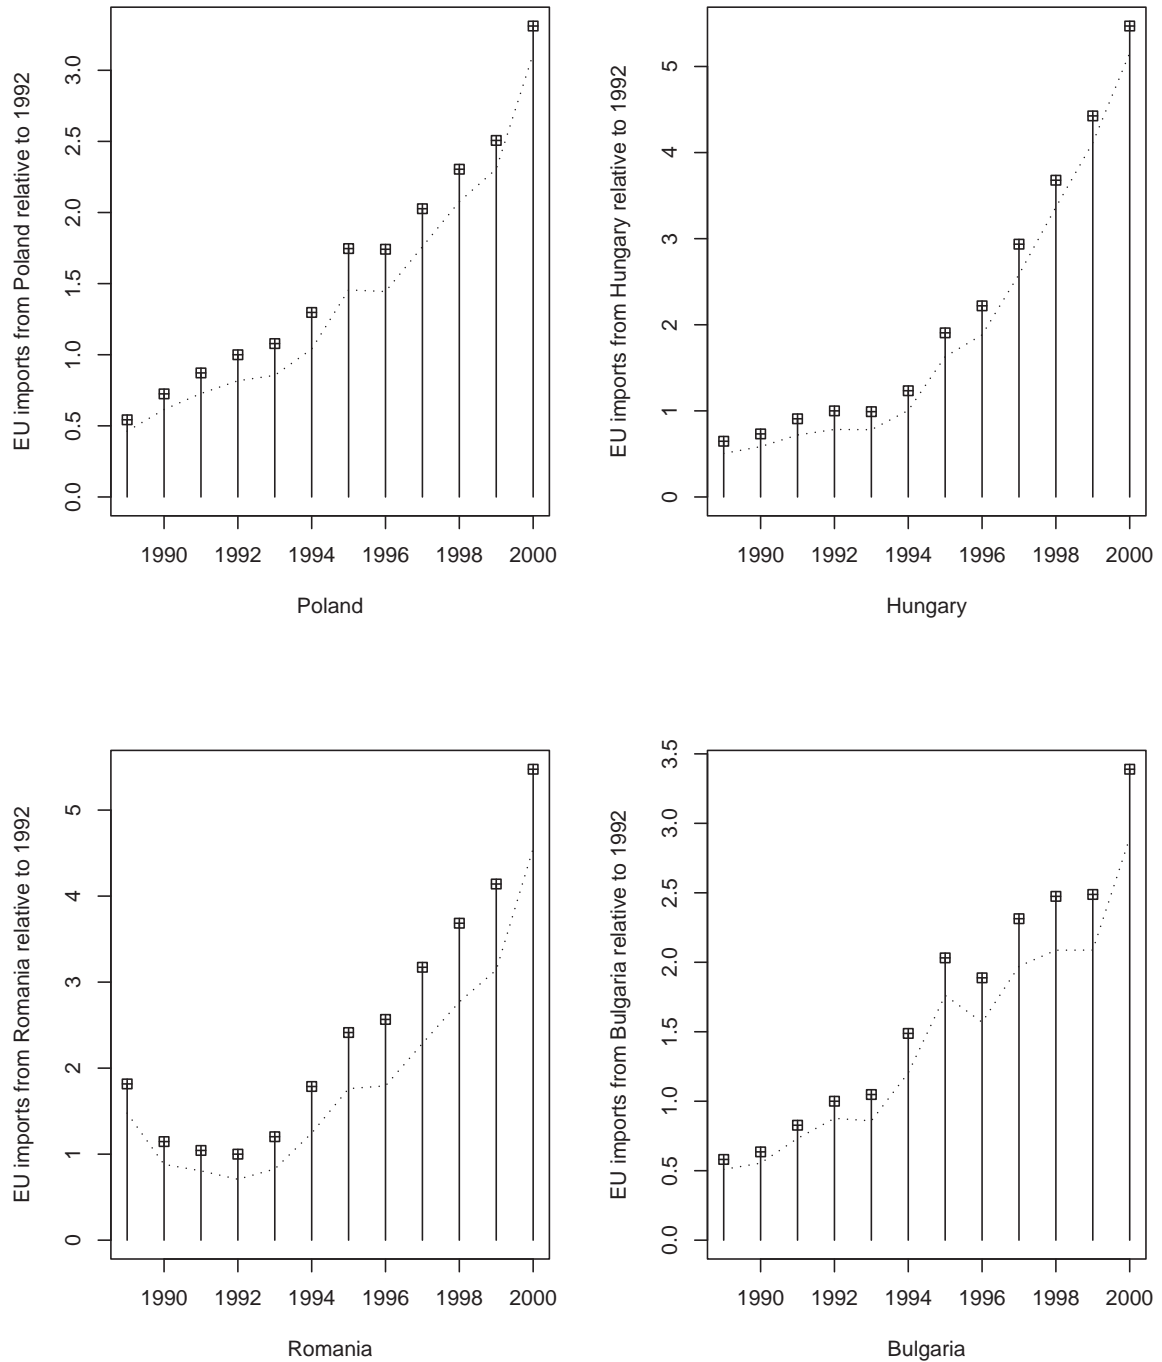 EU imports from Poland relative to 1992
0.0 0.5 1.0 1.5 2.0 2.5 3.0
1990 1992 1994 1996 1998 2000
Poland
EU imports from Hungary relative to 1992
0 1 2 3 4 5
1990 1992 1994 1996 1998 2000
Hungary
EU imports from Romania relative to 1992
0 1 2 3 4 5
1990 1992 1994 1996 1998 2000
Romania
EU imports from Bulgaria relative to 1992
0.0 0.5 1.0 1.5 2.0 2.5 3.0 3.5
1990 1992 1994 1996 1998 2000
Bulgaria